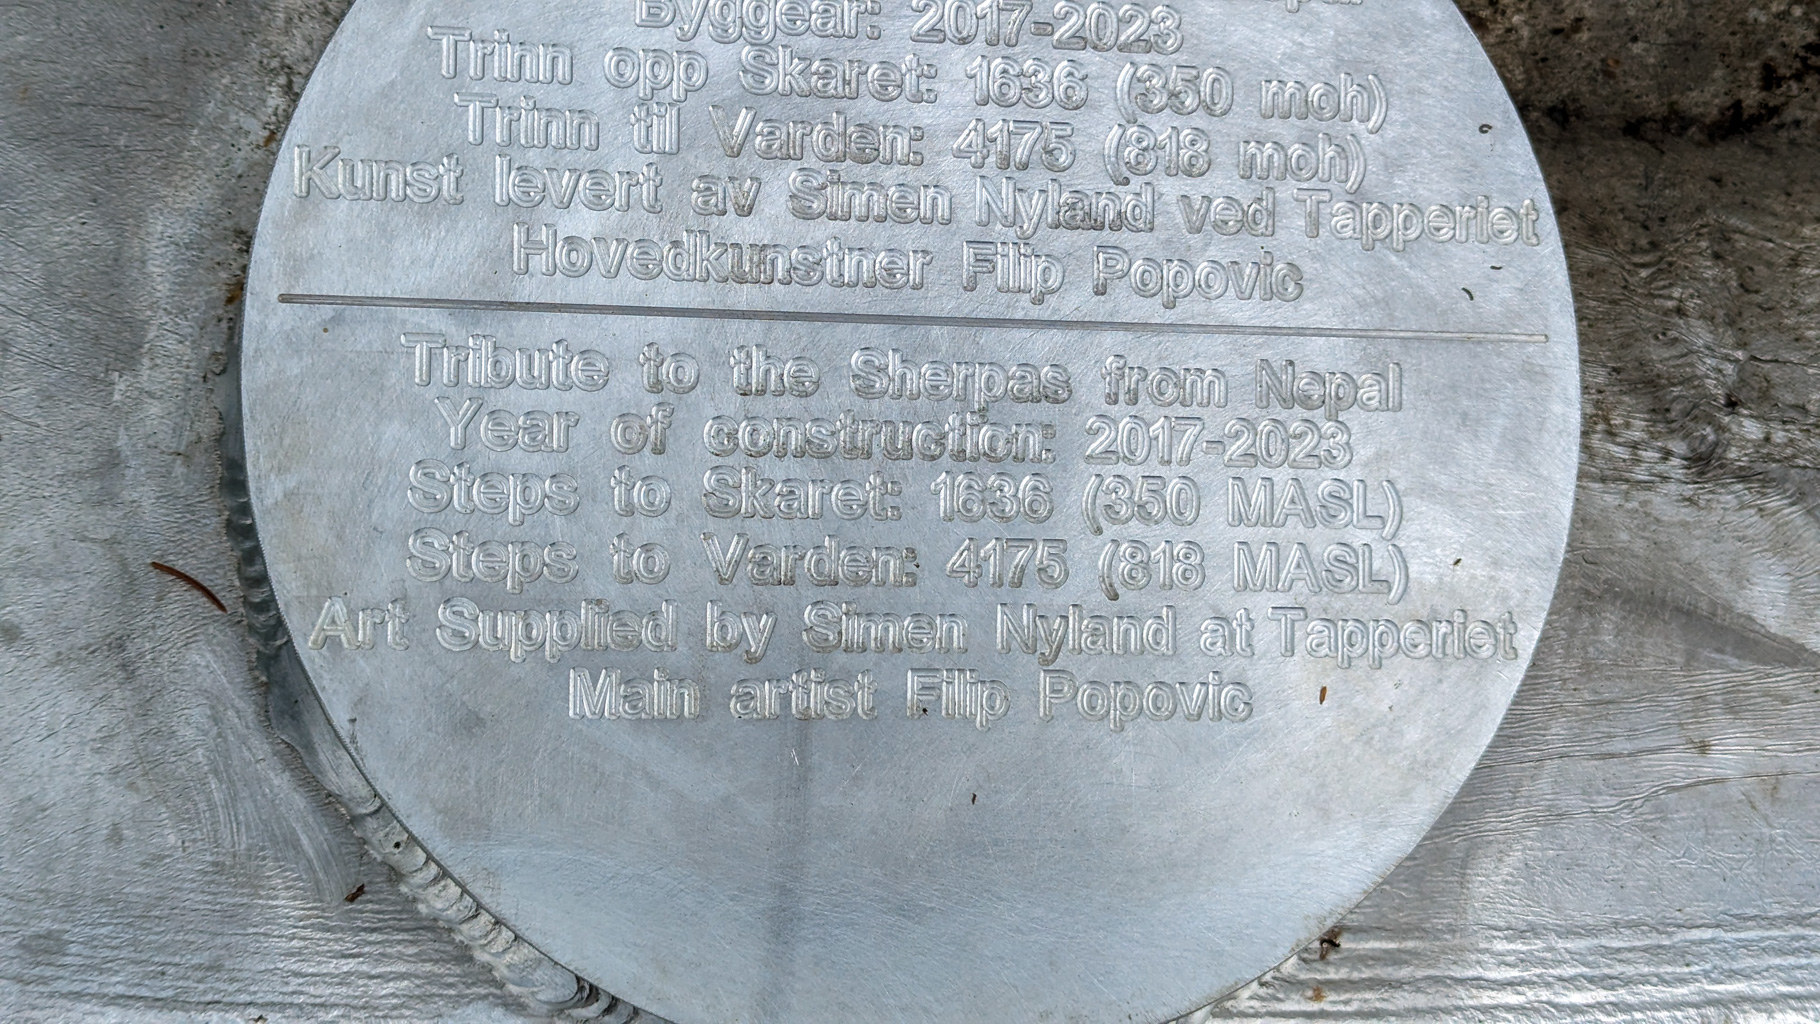 Byggeår: 2017-2023
Trinn opp Skaret: 1636 (350 moh)
Trinn til Varden: 4175 (818 moh)
Kunst levert av Simen Nyland ved Tapperiet
Hovedkunstner Filip Popovic
Tribute to the Sherpas from Nepal
Year of construction: 2017-2023
Steps to Skaret: 1636 (350 MASL)
Steps to Varden: 4175 (818 MASL)
Art Supplied by Simen Nyland at Tapperiet
Main artist Filip Popovic